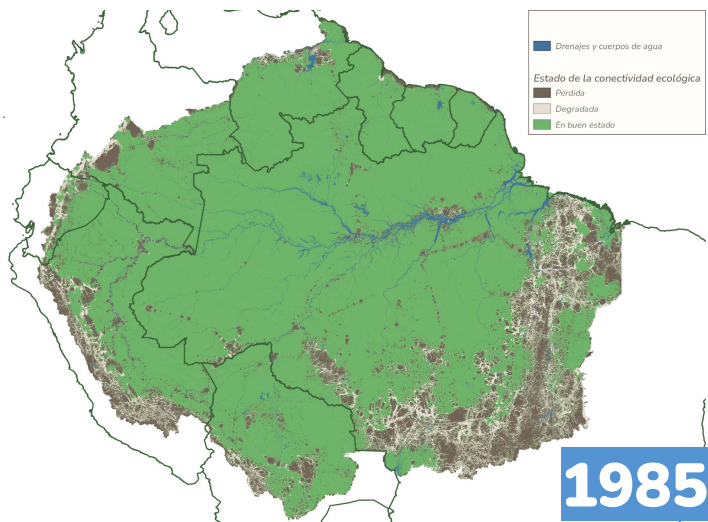 Drenajes y cuerpos de agua
Estado de la conectividad ecológica
Perdida
Degradada
En buen estado
1985